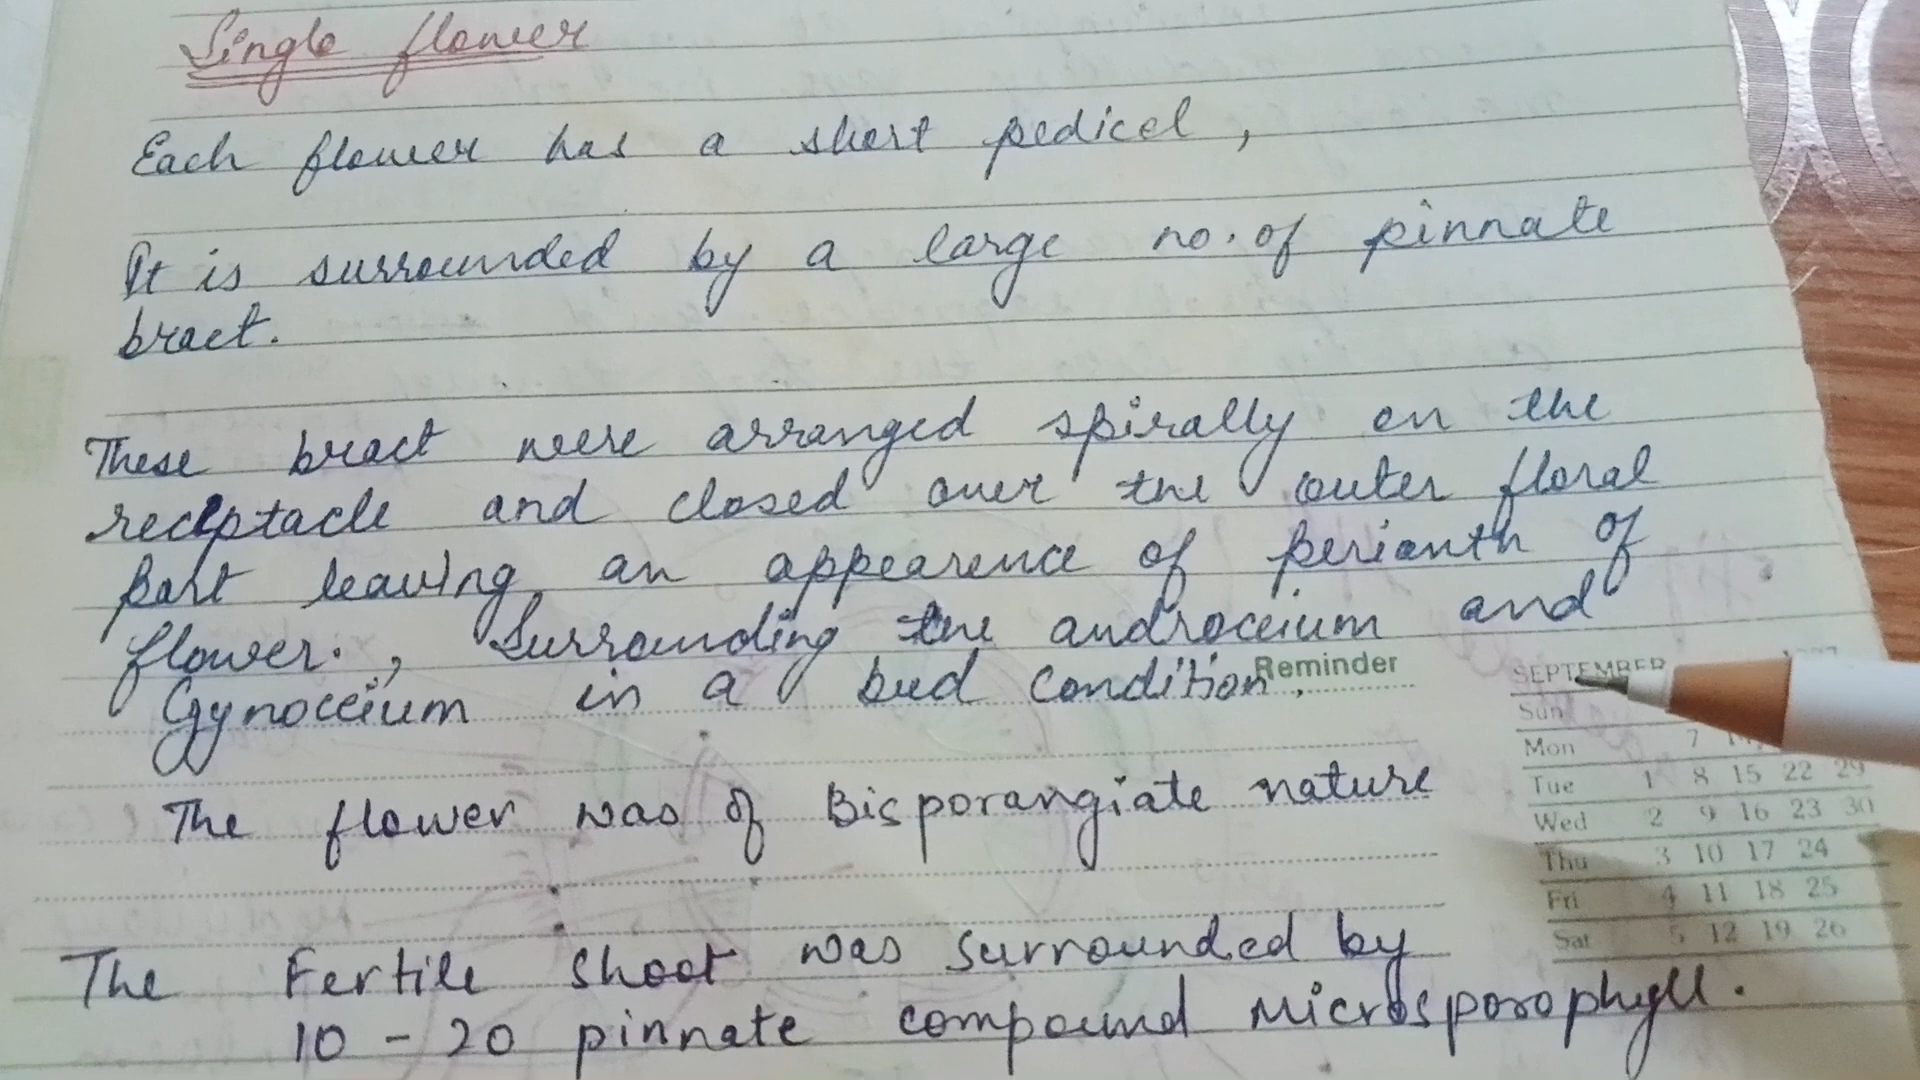 Single flower
Each flower has a short pedicel ,
It is surrounded by a large no. of pinnate
bract.
These bract were arranged spirally on the
receptacle and closed over the outer floral
part leaving an appearence of perianth of
flower. , Surrounding the androceium and
Gynoceium in a bud condition.
Reminder
The flower was of Bisporangiate nature
The Fertile shoot was surrounded by
10 - 20 pinnate compound Microsporophyll.
SEPTEMBER
Sun
Mon 7
Tue 1 8 15 22 29
Wed 2 9 16 23 30
Thu 3 10 17 24
Fri 4 11 18 25
Sat 5 12 19 26